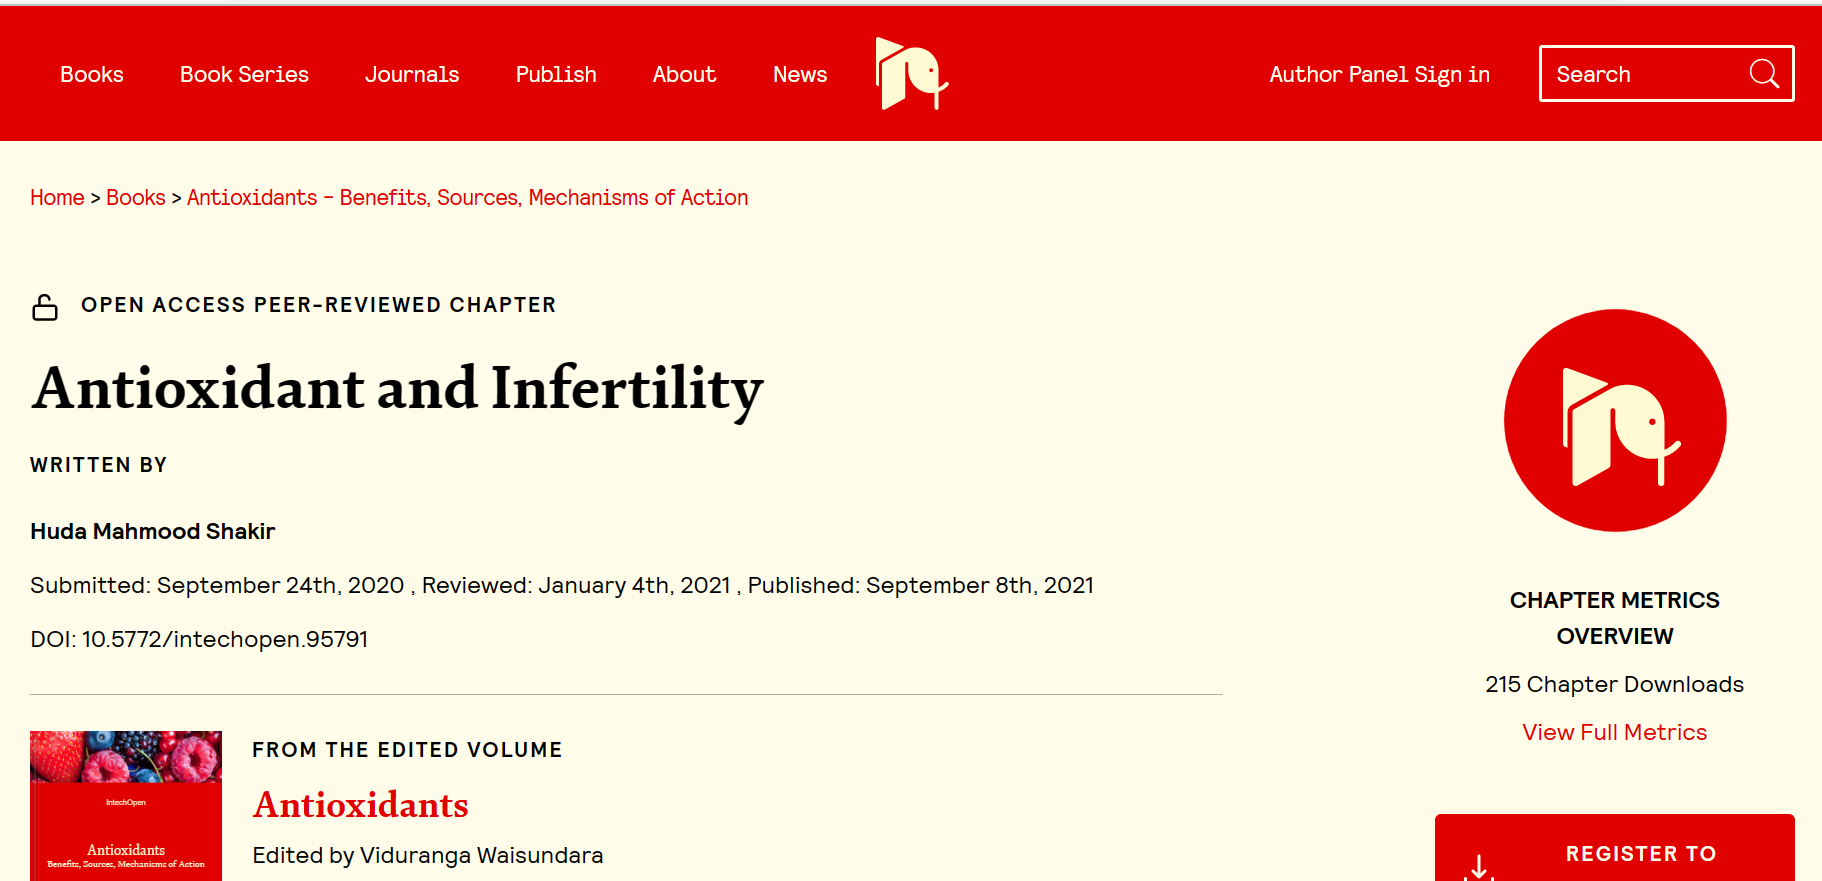 Books Book Series Journals Publish About News Author Panel Sign in Search
Home > Books > Antioxidants - Benefits, Sources, Mechanisms of Action
OPEN ACCESS PEER-REVIEWED CHAPTER
Antioxidant and Infertility
WRITTEN BY
Huda Mahmood Shakir
Submitted: September 24th, 2020 , Reviewed: January 4th, 2021 , Published: September 8th, 2021
DOI: 10.5772/intechopen.95791
FROM THE EDITED VOLUME
Antioxidants
Edited by Viduranga Waisundara
IntechOpen
Antioxidants
Benefits, Sources, Mechanisms of Action
CHAPTER METRICS
OVERVIEW
215 Chapter Downloads
View Full Metrics
REGISTER TO